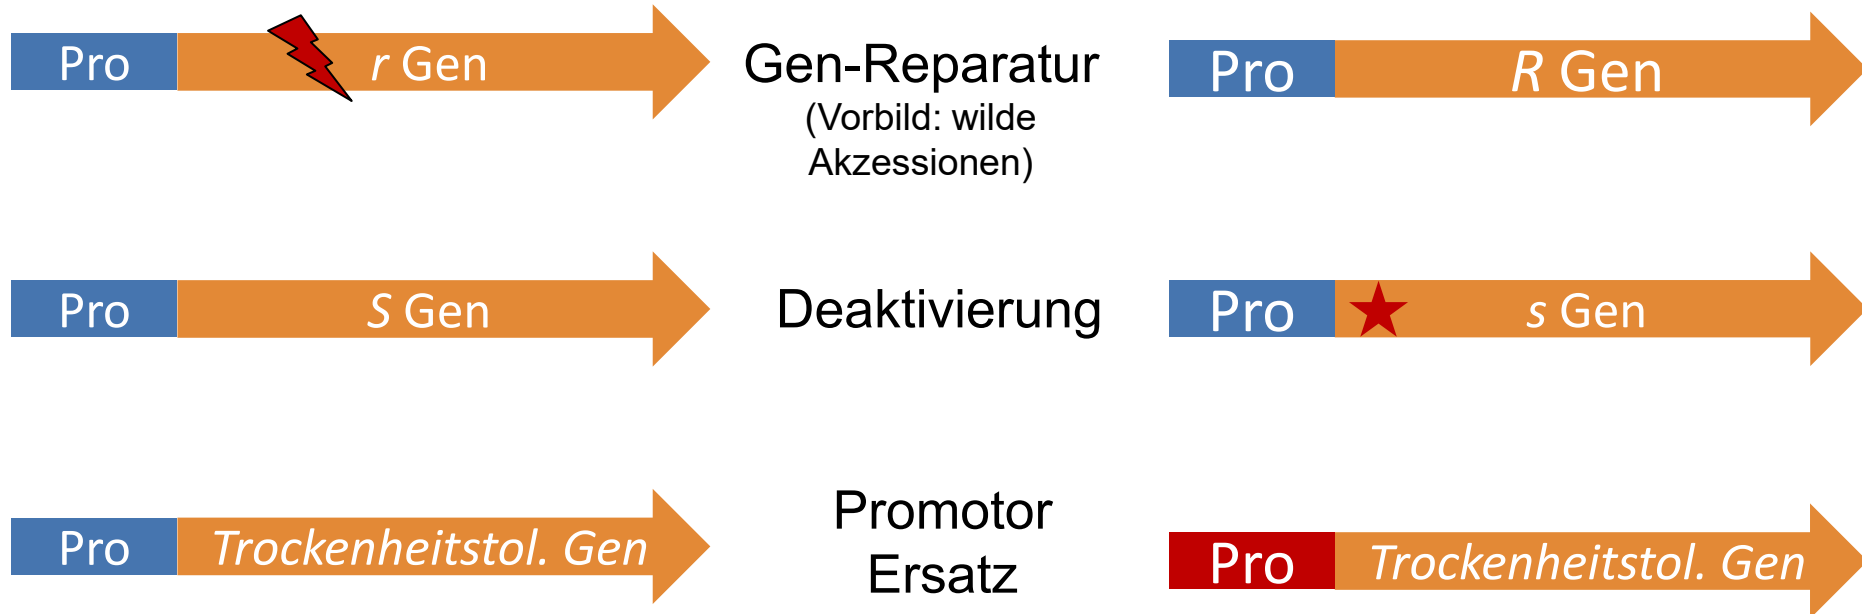 Pro r Gen Gen-Reparatur Pro R Gen
(Vorbild: wilde
Akzessionen)
Pro S Gen Deaktivierung Pro s Gen
Pro Trockenheitstol. Gen Promotor
Ersatz Pro Trockenheitstol. Gen